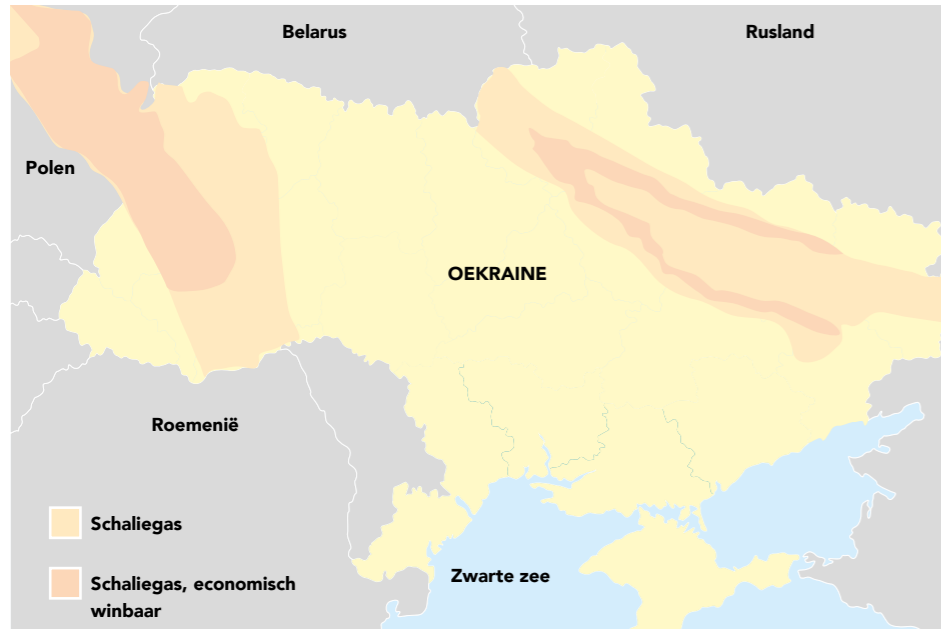 Belarus
Rusland
Polen
OEKRAINE
Roemenië
Schaliegas
Zwarte zee
Schaliegas, economisch
winbaar